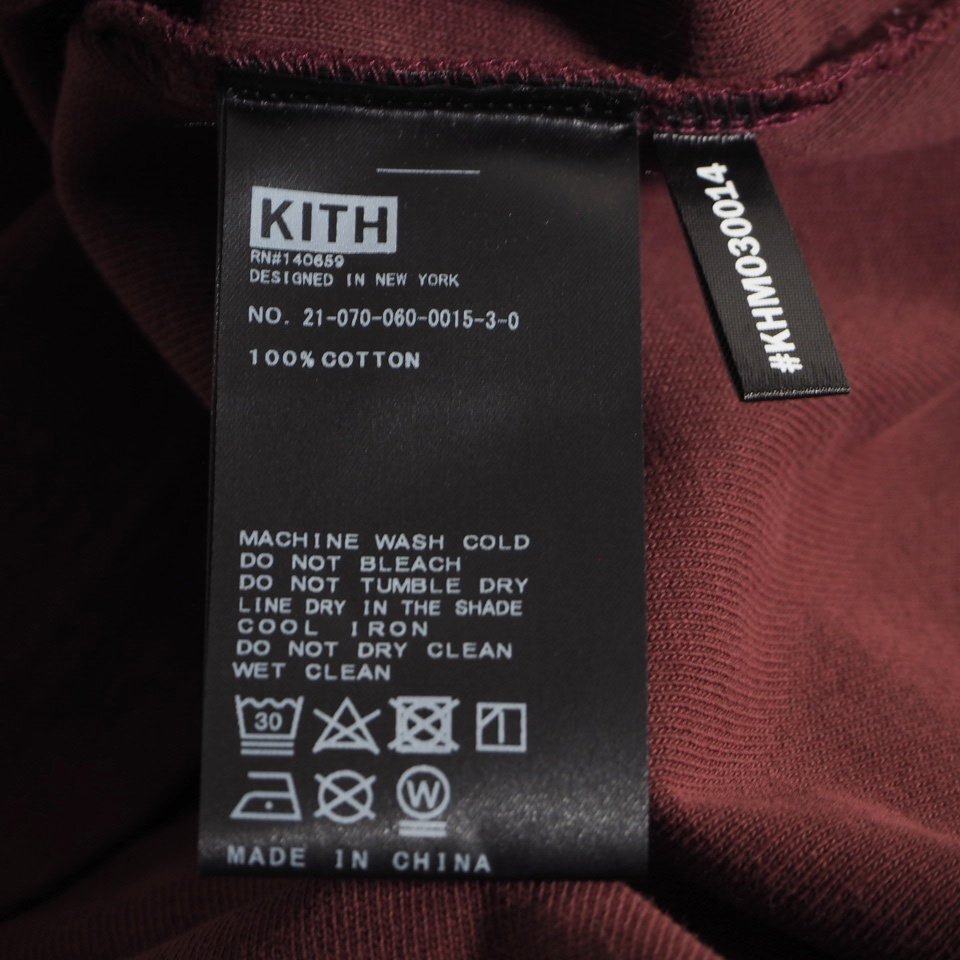 KITH
RN#140659
DESIGNED IN NEW YORK
NO. 21-070-060-0015-3-0
100% COTTON
MACHINE WASH COLD
DO NOT BLEACH
DO NOT TUMBLE DRY
LINE DRY IN THE SHADE
COOL IRON
DO NOT DRY CLEAN
WET CLEAN
30
W
MADE IN CHINA
#KHM030014